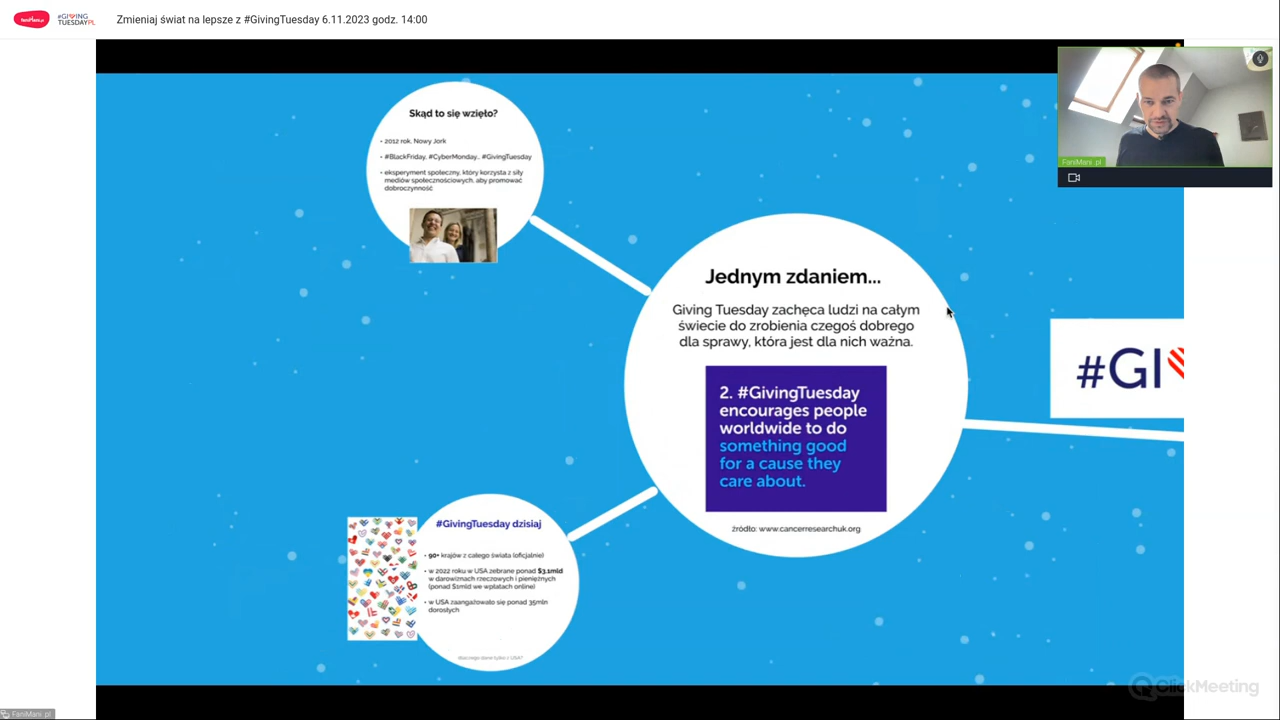 faniMani.pl
#GIVING
TUESDAYPL
Zmieniaj świat na lepsze z #GivingTuesday 6.11.2023 godz. 14:00
Skąd to się wzięło?
• 2012 rok, Nowy Jork
• #BlackFriday, #CyberMonday... #GivingTuesday
• eksperyment społeczny, który korzysta z siły
mediów społecznościowych, aby promować
dobroczynność
FaniMani .pl
Jednym zdaniem...
Giving Tuesday zachęca ludzi na całym
świecie do zrobienia czegoś dobrego
dla sprawy, która jest dla nich ważna.
2. #GivingTuesday
encourages people
worldwide to do
something good
for a cause they
care about.
źródło: www.cancerresearchuk.org
#GI
#GivingTuesday dzisiaj
• 90+ krajów z całego świata (oficjalnie)
• w 2022 roku w USA zebrane ponad $3.1mld
w darowiznach rzeczowych i pieniężnych
(ponad $1mld we wpłatach online)
• w USA zaangażowało się ponad 35mln
dorosłych
dlaczego dane tylko z USA?
ClickMeeting
FaniMani .pl